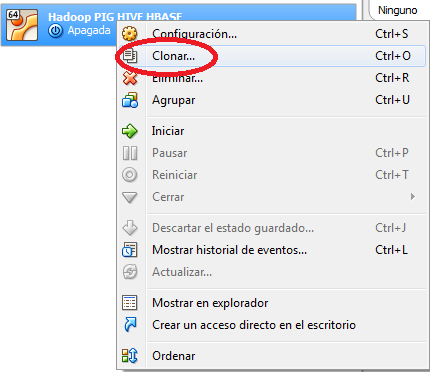 Ninguno
64
Hadoop PIG HIVE HBASE
Apagada
Configuración... Ctrl+S
Clonar... Ctrl+O
Eliminar... Ctrl+R
Agrupar Ctrl+U
Iniciar
Pausar Ctrl+P
Reiniciar Ctrl+T
Cerrar
Descartar el estado guardado... Ctrl+J
Mostrar historial de eventos... Ctrl+L
Actualizar...
Mostrar en explorador
Crear un acceso directo en el escritorio
Ordenar